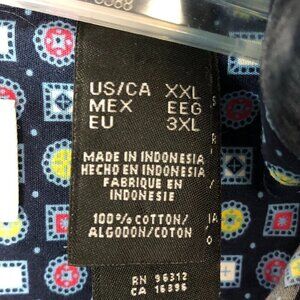 US/CA XXL
MEX EEG
EU 3XL
MADE IN INDONESIA
HECHO EN INDONESIA
FABRIQUE EN
INDONESIE
100% COTTON/
ALGODON/COTON
RN 96312
CA 16396